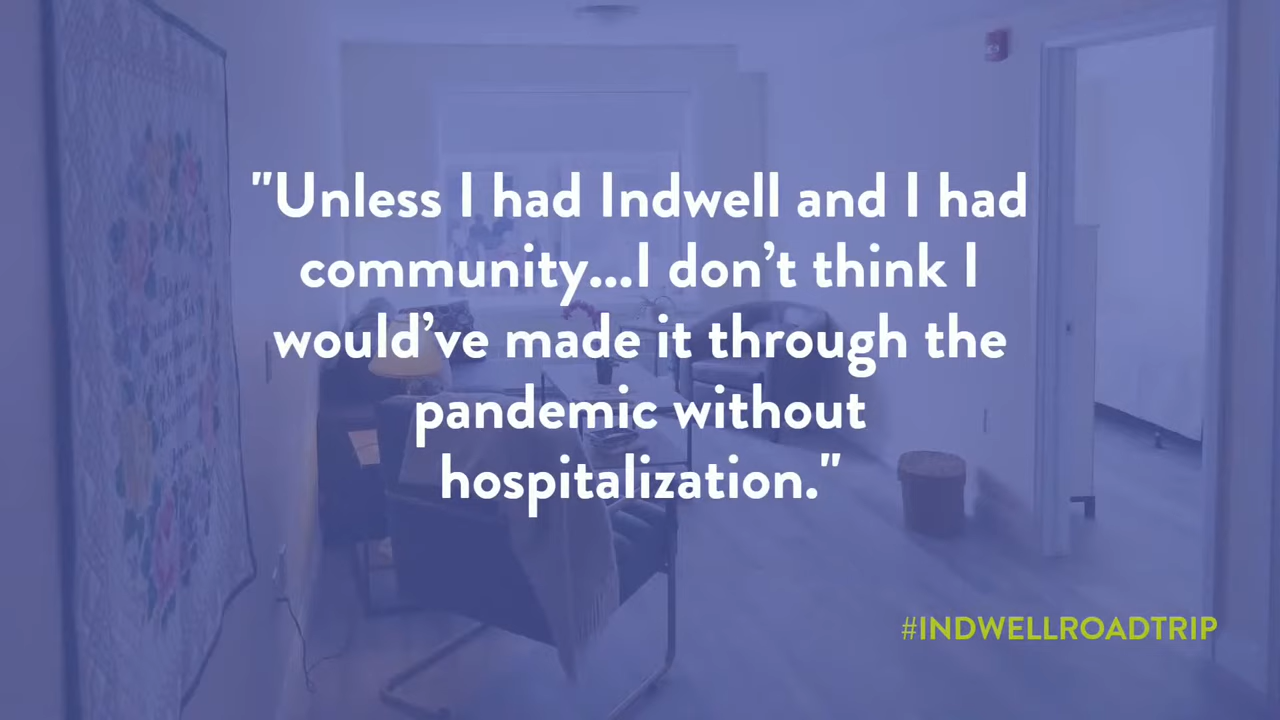 "Unless I had Indwell and I had
community...I don’t think I
would’ve made it through the
pandemic without
hospitalization."
#INDWELLROADTRIP